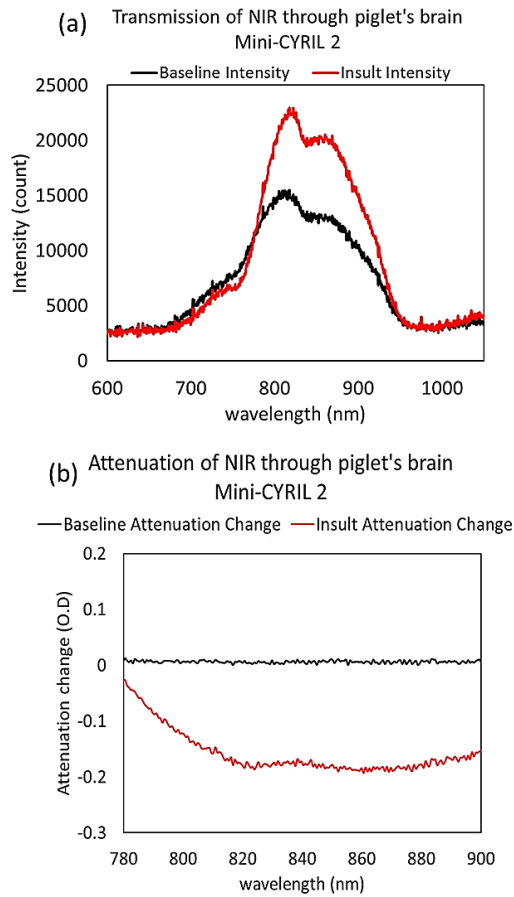 (a) Transmission of NIR through piglet's brain
Mini-CYRIL 2
Baseline Intensity Insult Intensity
25000
20000
15000
10000
5000
0
Intensity (count)
600 700 800 900 1000
wavelength (nm)
(b) Attenuation of NIR through piglet's brain
Mini-CYRIL 2
Baseline Attenuation Change Insult Attenuation Change
0.2
0.1
0
-0.1
-0.2
-0.3
Attenuation change (O.D)
780 800 820 840 860 880 900
wavelength (nm)